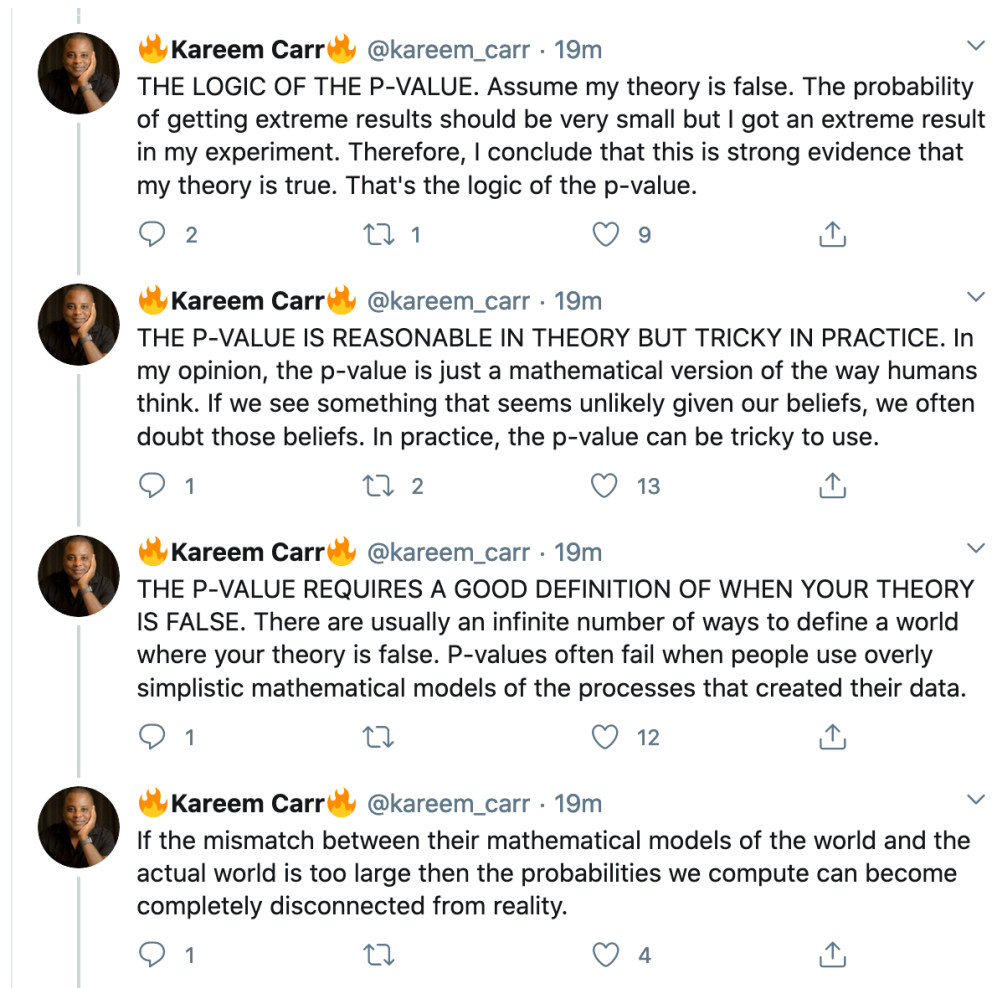 🔥Kareem Carr🔥 @kareem_carr · 19m
THE LOGIC OF THE P-VALUE. Assume my theory is false. The probability
of getting extreme results should be very small but I got an extreme result
in my experiment. Therefore, I conclude that this is strong evidence that
my theory is true. That's the logic of the p-value.
2 1 9
🔥Kareem Carr🔥 @kareem_carr · 19m
THE P-VALUE IS REASONABLE IN THEORY BUT TRICKY IN PRACTICE. In
my opinion, the p-value is just a mathematical version of the way humans
think. If we see something that seems unlikely given our beliefs, we often
doubt those beliefs. In practice, the p-value can be tricky to use.
1 2 13
🔥Kareem Carr🔥 @kareem_carr · 19m
THE P-VALUE REQUIRES A GOOD DEFINITION OF WHEN YOUR THEORY
IS FALSE. There are usually an infinite number of ways to define a world
where your theory is false. P-values often fail when people use overly
simplistic mathematical models of the processes that created their data.
1 12
🔥Kareem Carr🔥 @kareem_carr · 19m
If the mismatch between their mathematical models of the world and the
actual world is too large then the probabilities we compute can become
completely disconnected from reality.
1 4